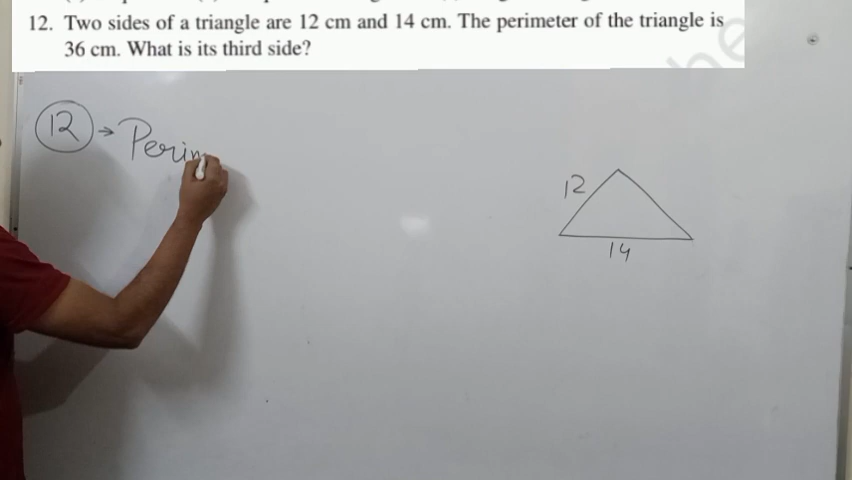 12. Two sides of a triangle are 12 cm and 14 cm. The perimeter of the triangle is
36 cm. What is its third side?
12 → Perim
12
14